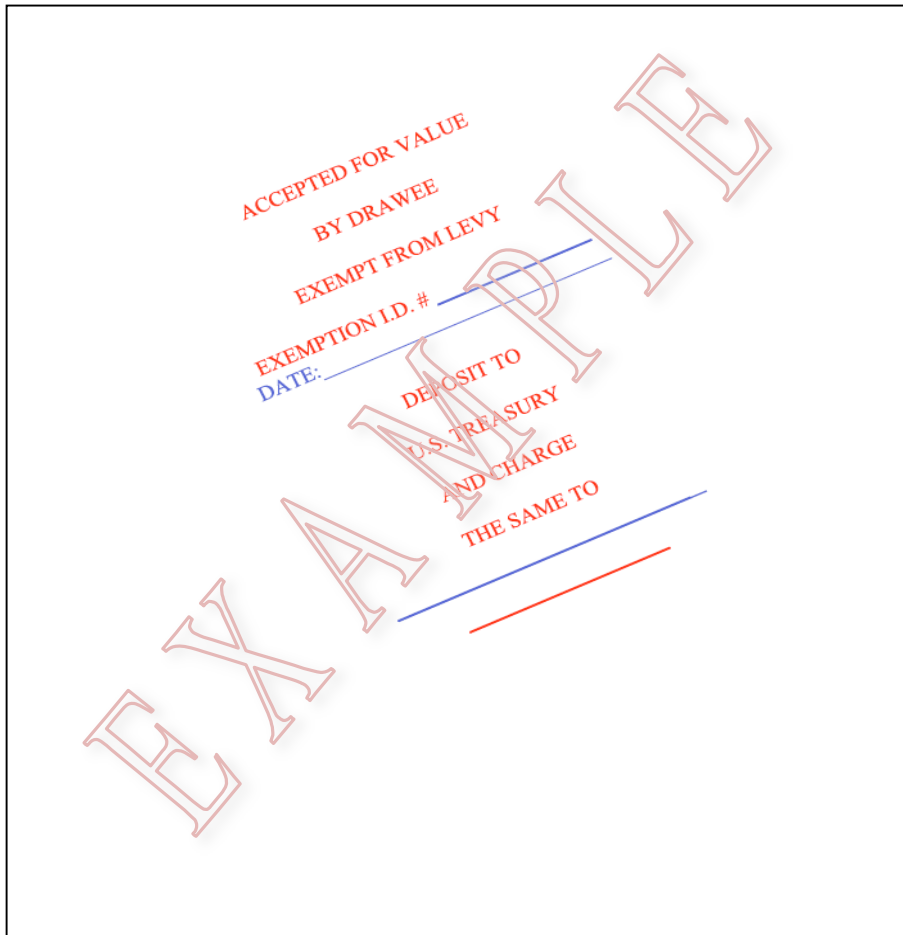 ACCEPTED FOR VALUE
BY DRAWEE
EXEMPT FROM LEVY
EXEMPTION I.D. #
DATE:
DEPOSIT TO
U.S. TREASURY
AND CHARGE
THE SAME TO
EXAMPLE